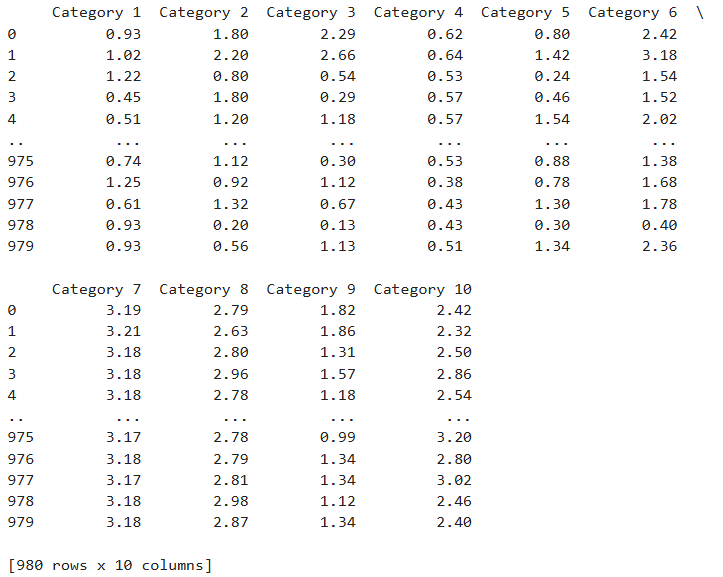 Category 1  Category 2  Category 3  Category 4  Category 5  Category 6  \
0         0.93        1.80        2.29        0.62        0.80        2.42
1         1.02        2.20        2.66        0.64        1.42        3.18
2         1.22        0.80        0.54        0.53        0.24        1.54
3         0.45        1.80        0.29        0.57        0.46        1.52
4         0.51        1.20        1.18        0.57        1.54        2.02
..         ...         ...         ...         ...         ...         ...
975       0.74        1.12        0.30        0.53        0.88        1.38
976       1.25        0.92        1.12        0.38        0.78        1.68
977       0.61        1.32        0.67        0.43        1.30        1.78
978       0.93        0.20        0.13        0.43        0.30        0.40
979       0.93        0.56        1.13        0.51        1.34        2.36

    Category 7  Category 8  Category 9  Category 10
0         3.19        2.79        1.82         2.42
1         3.21        2.63        1.86         2.32
2         3.18        2.80        1.31         2.50
3         3.18        2.96        1.57         2.86
4         3.18        2.78        1.18         2.54
..         ...         ...         ...          ...
975       3.17        2.78        0.99         3.20
976       3.18        2.79        1.34         2.80
977       3.17        2.81        1.34         3.02
978       3.18        2.98        1.12         2.46
979       3.18        2.87        1.34         2.40

[980 rows x 10 columns]